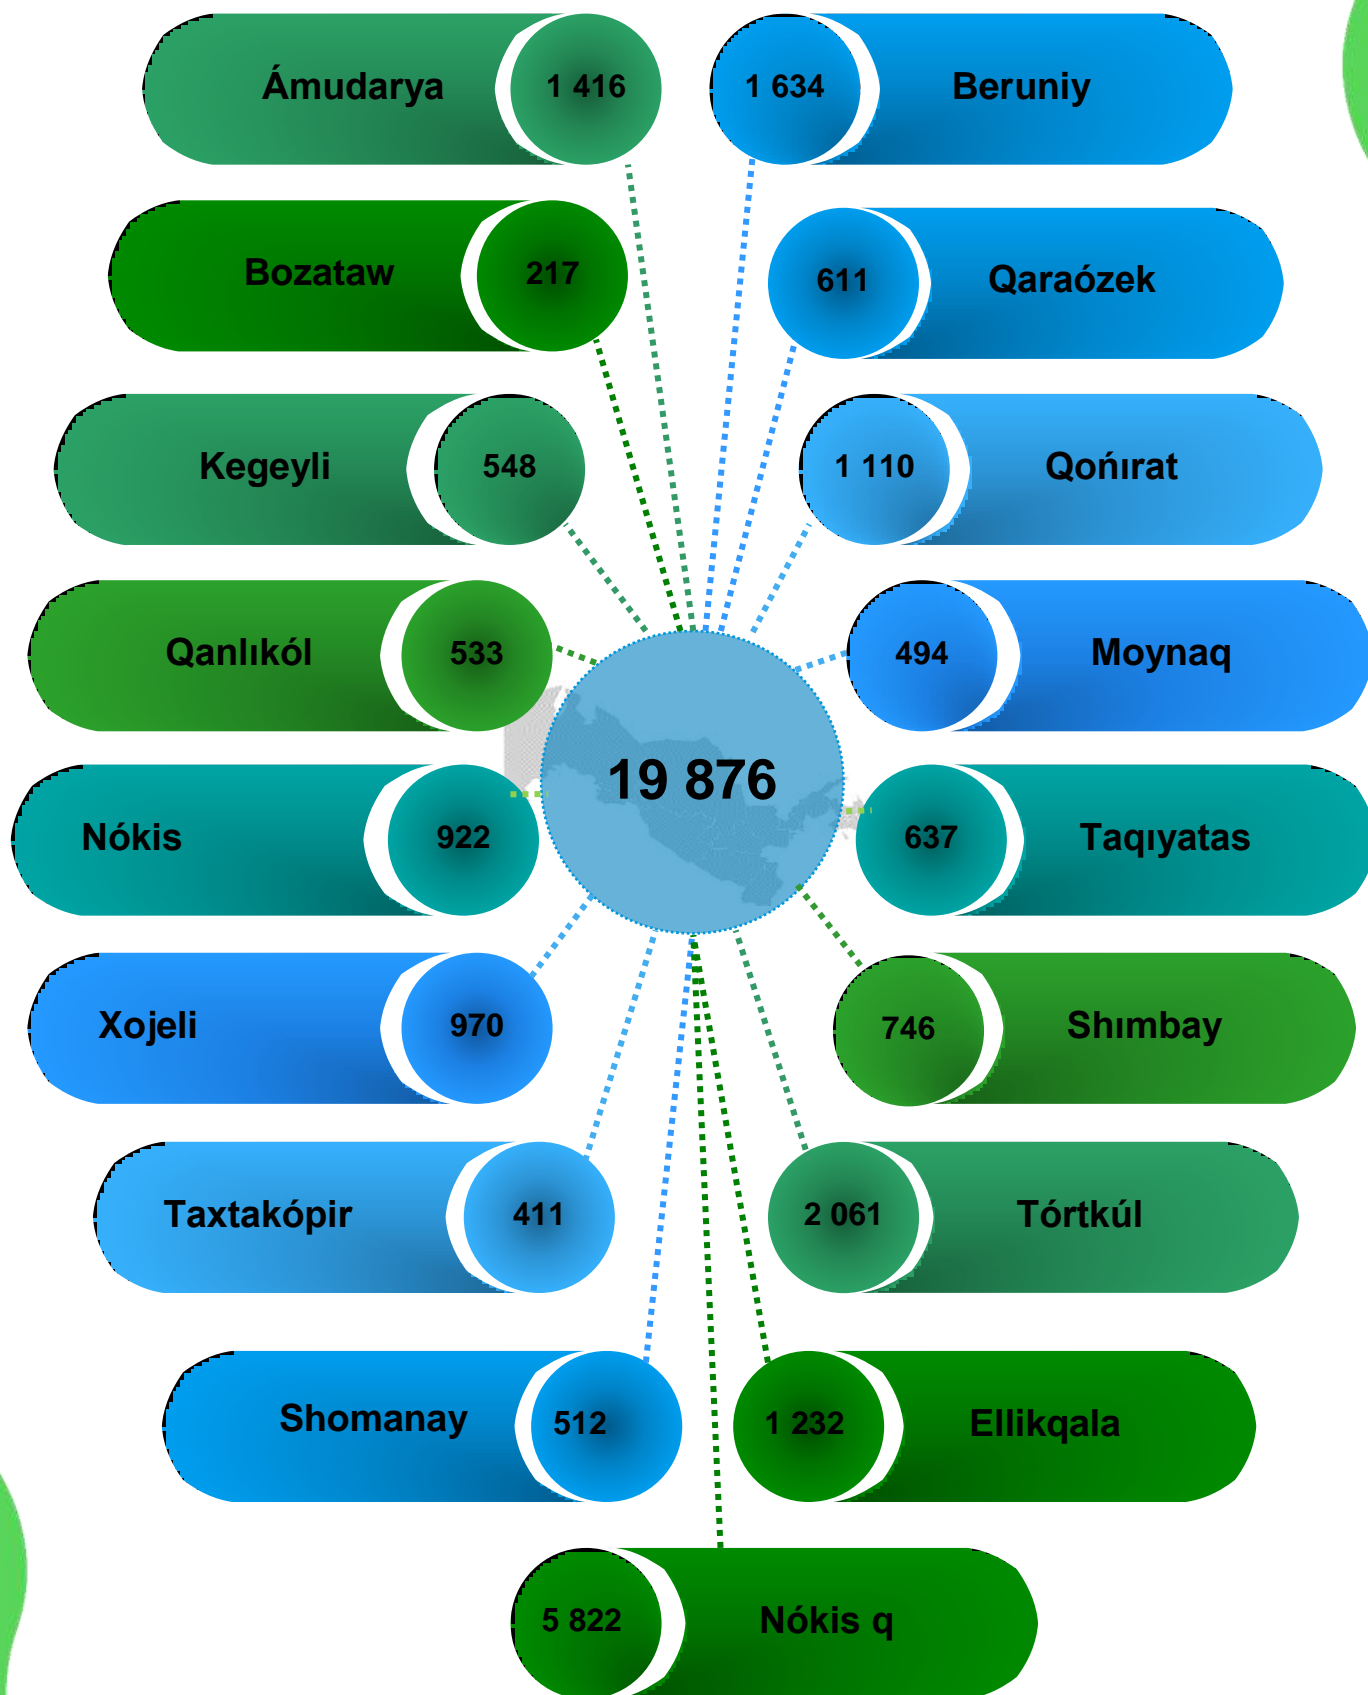 Ámudarya 1 416
1 634 Beruniy
Bozataw 217
611 Qaraózek
Kegeyli 548
1 110 Qońırat
Qanlıkól 533
494 Moynaq
19 876
Nókis 922
637 Taqıyatas
Xojeli 970
746 Shımbay
Taxtakópir 411
2 061 Tórtkúl
Shomanay 512
1 232 Ellikqala
5 822 Nókis q